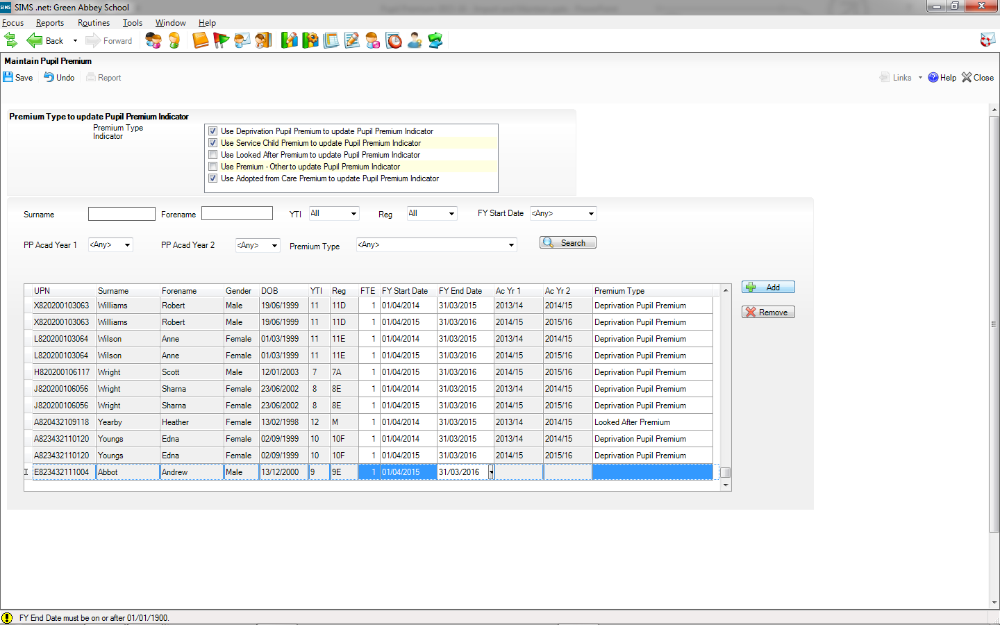 SIMS SIMS .net: Green Abbey School
Focus Reports Routines Tools Window Help
Back Forward
Maintain Pupil Premium
Save Undo Report Links Help Close
Premium Type to update Pupil Premium Indicator
Premium Type
Indicator
Use Deprivation Pupil Premium to update Pupil Premium Indicator
Use Service Child Premium to update Pupil Premium Indicator
Use Looked After Premium to update Pupil Premium Indicator
Use Premium - Other to update Pupil Premium Indicator
Use Adopted from Care Premium to update Pupil Premium Indicator
Surname Forename YTI All Reg All FY Start Date <Any>
PP Acad Year 1 <Any> PP Acad Year 2 <Any> Premium Type <Any> Search
UPN Surname Forename Gender DOB YTI Reg FTE FY Start Date FY End Date Ac Yr 1 Ac Yr 2 Premium Type Add
X820200103063 Williams Robert Male 19/06/1999 11 11D 1 01/04/2014 31/03/2015 2013/14 2014/15 Deprivation Pupil Premium Remove
X820200103063 Williams Robert Male 19/06/1999 11 11D 1 01/04/2015 31/03/2016 2014/15 2015/16 Deprivation Pupil Premium
L820200103064 Wilson Anne Female 01/03/1999 11 11E 1 01/04/2014 31/03/2015 2013/14 2014/15 Deprivation Pupil Premium
L820200103064 Wilson Anne Female 01/03/1999 11 11E 1 01/04/2015 31/03/2016 2014/15 2015/16 Deprivation Pupil Premium
H820200106117 Wright Scott Male 12/01/2003 7 7A 1 01/04/2015 31/03/2016 2014/15 2015/16 Deprivation Pupil Premium
J820200106056 Wright Sharna Female 23/06/2002 8 8E 1 01/04/2014 31/03/2015 2013/14 2014/15 Deprivation Pupil Premium
J820200106056 Wright Sharna Female 23/06/2002 8 8E 1 01/04/2015 31/03/2016 2014/15 2015/16 Deprivation Pupil Premium
A820432109118 Yearby Heather Female 13/02/1998 12 M 1 01/04/2014 31/03/2015 2013/14 2014/15 Looked After Premium
A823432110120 Youngs Edna Female 02/09/1999 10 10F 1 01/04/2014 31/03/2015 2013/14 2014/15 Deprivation Pupil Premium
A823432110120 Youngs Edna Female 02/09/1999 10 10F 1 01/04/2015 31/03/2016 2014/15 2015/16 Deprivation Pupil Premium
E823432111004 Abbot Andrew Male 13/12/2000 9 9E 1 01/04/2015 31/03/2016
FY End Date must be on or after 01/01/1900.